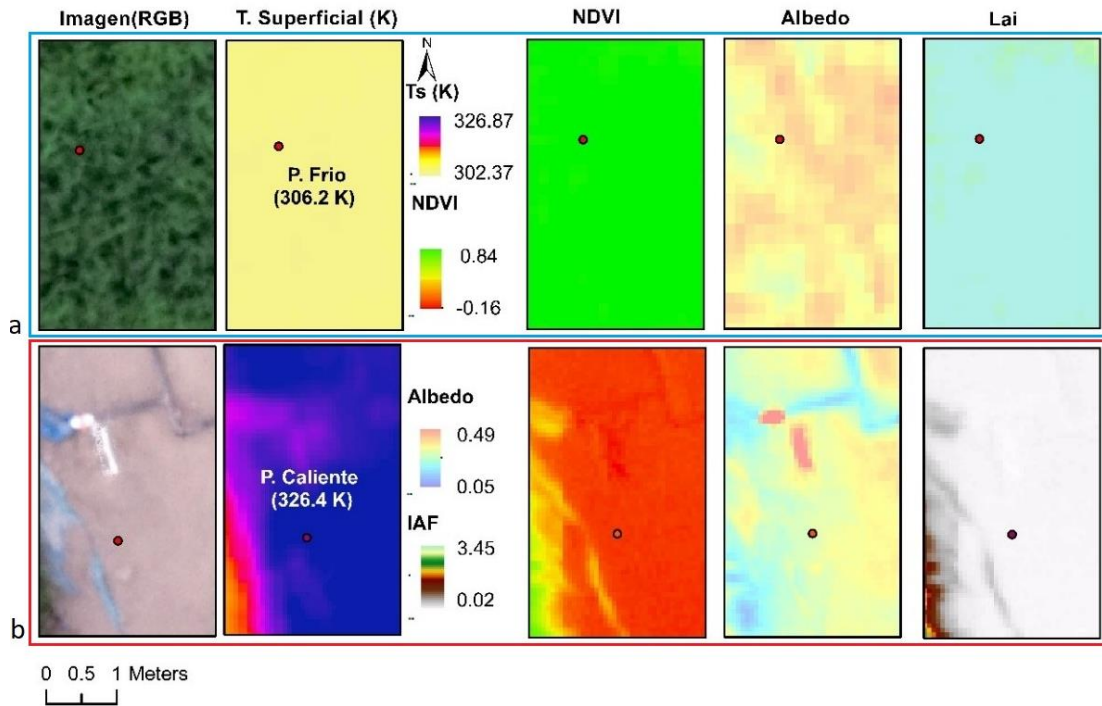 Imagen(RGB) T. Superficial (K) NDVI Albedo Lai
N
Ts (K)
326.87
302.37
P. Frio
(306.2 K)
NDVI
0.84
-0.16
a
Albedo
0.49
0.05
P. Caliente
(326.4 K)
IAF
3.45
0.02
b
0 0.5 1 Meters